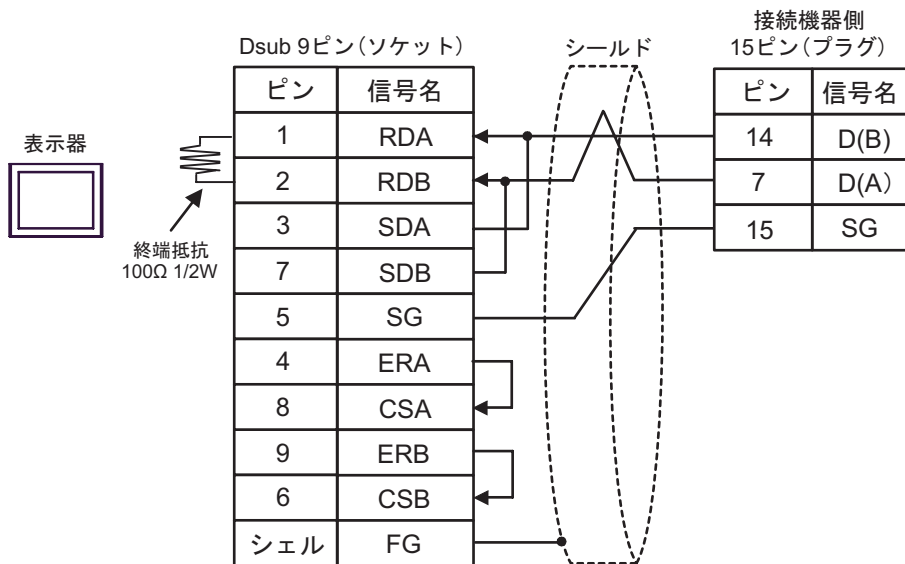 接続機器側
Dsub 9ピン(ソケット) シールド 15ピン(プラグ)
ピン 信号名 ピン 信号名
表示器
1 RDA 14 D(B)
2 RDB 7 D(A)
3 SDA 15 SG
終端抵抗
100Ω 1/2W
7 SDB
5 SG
4 ERA
8 CSA
9 ERB
6 CSB
シェル FG